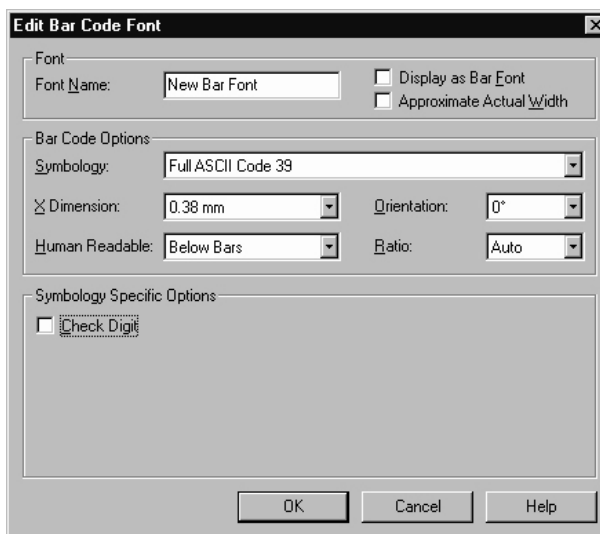 Edit Bar Code Font
Font
Font Name: New Bar Font
Display as Bar Font
Approximate Actual Width
Bar Code Options
Symbology: Full ASCII Code 39
X Dimension: 0.38 mm Orientation: 0°
Human Readable: Below Bars Ratio: Auto
Symbology Specific Options
Check Digit
OK Cancel Help